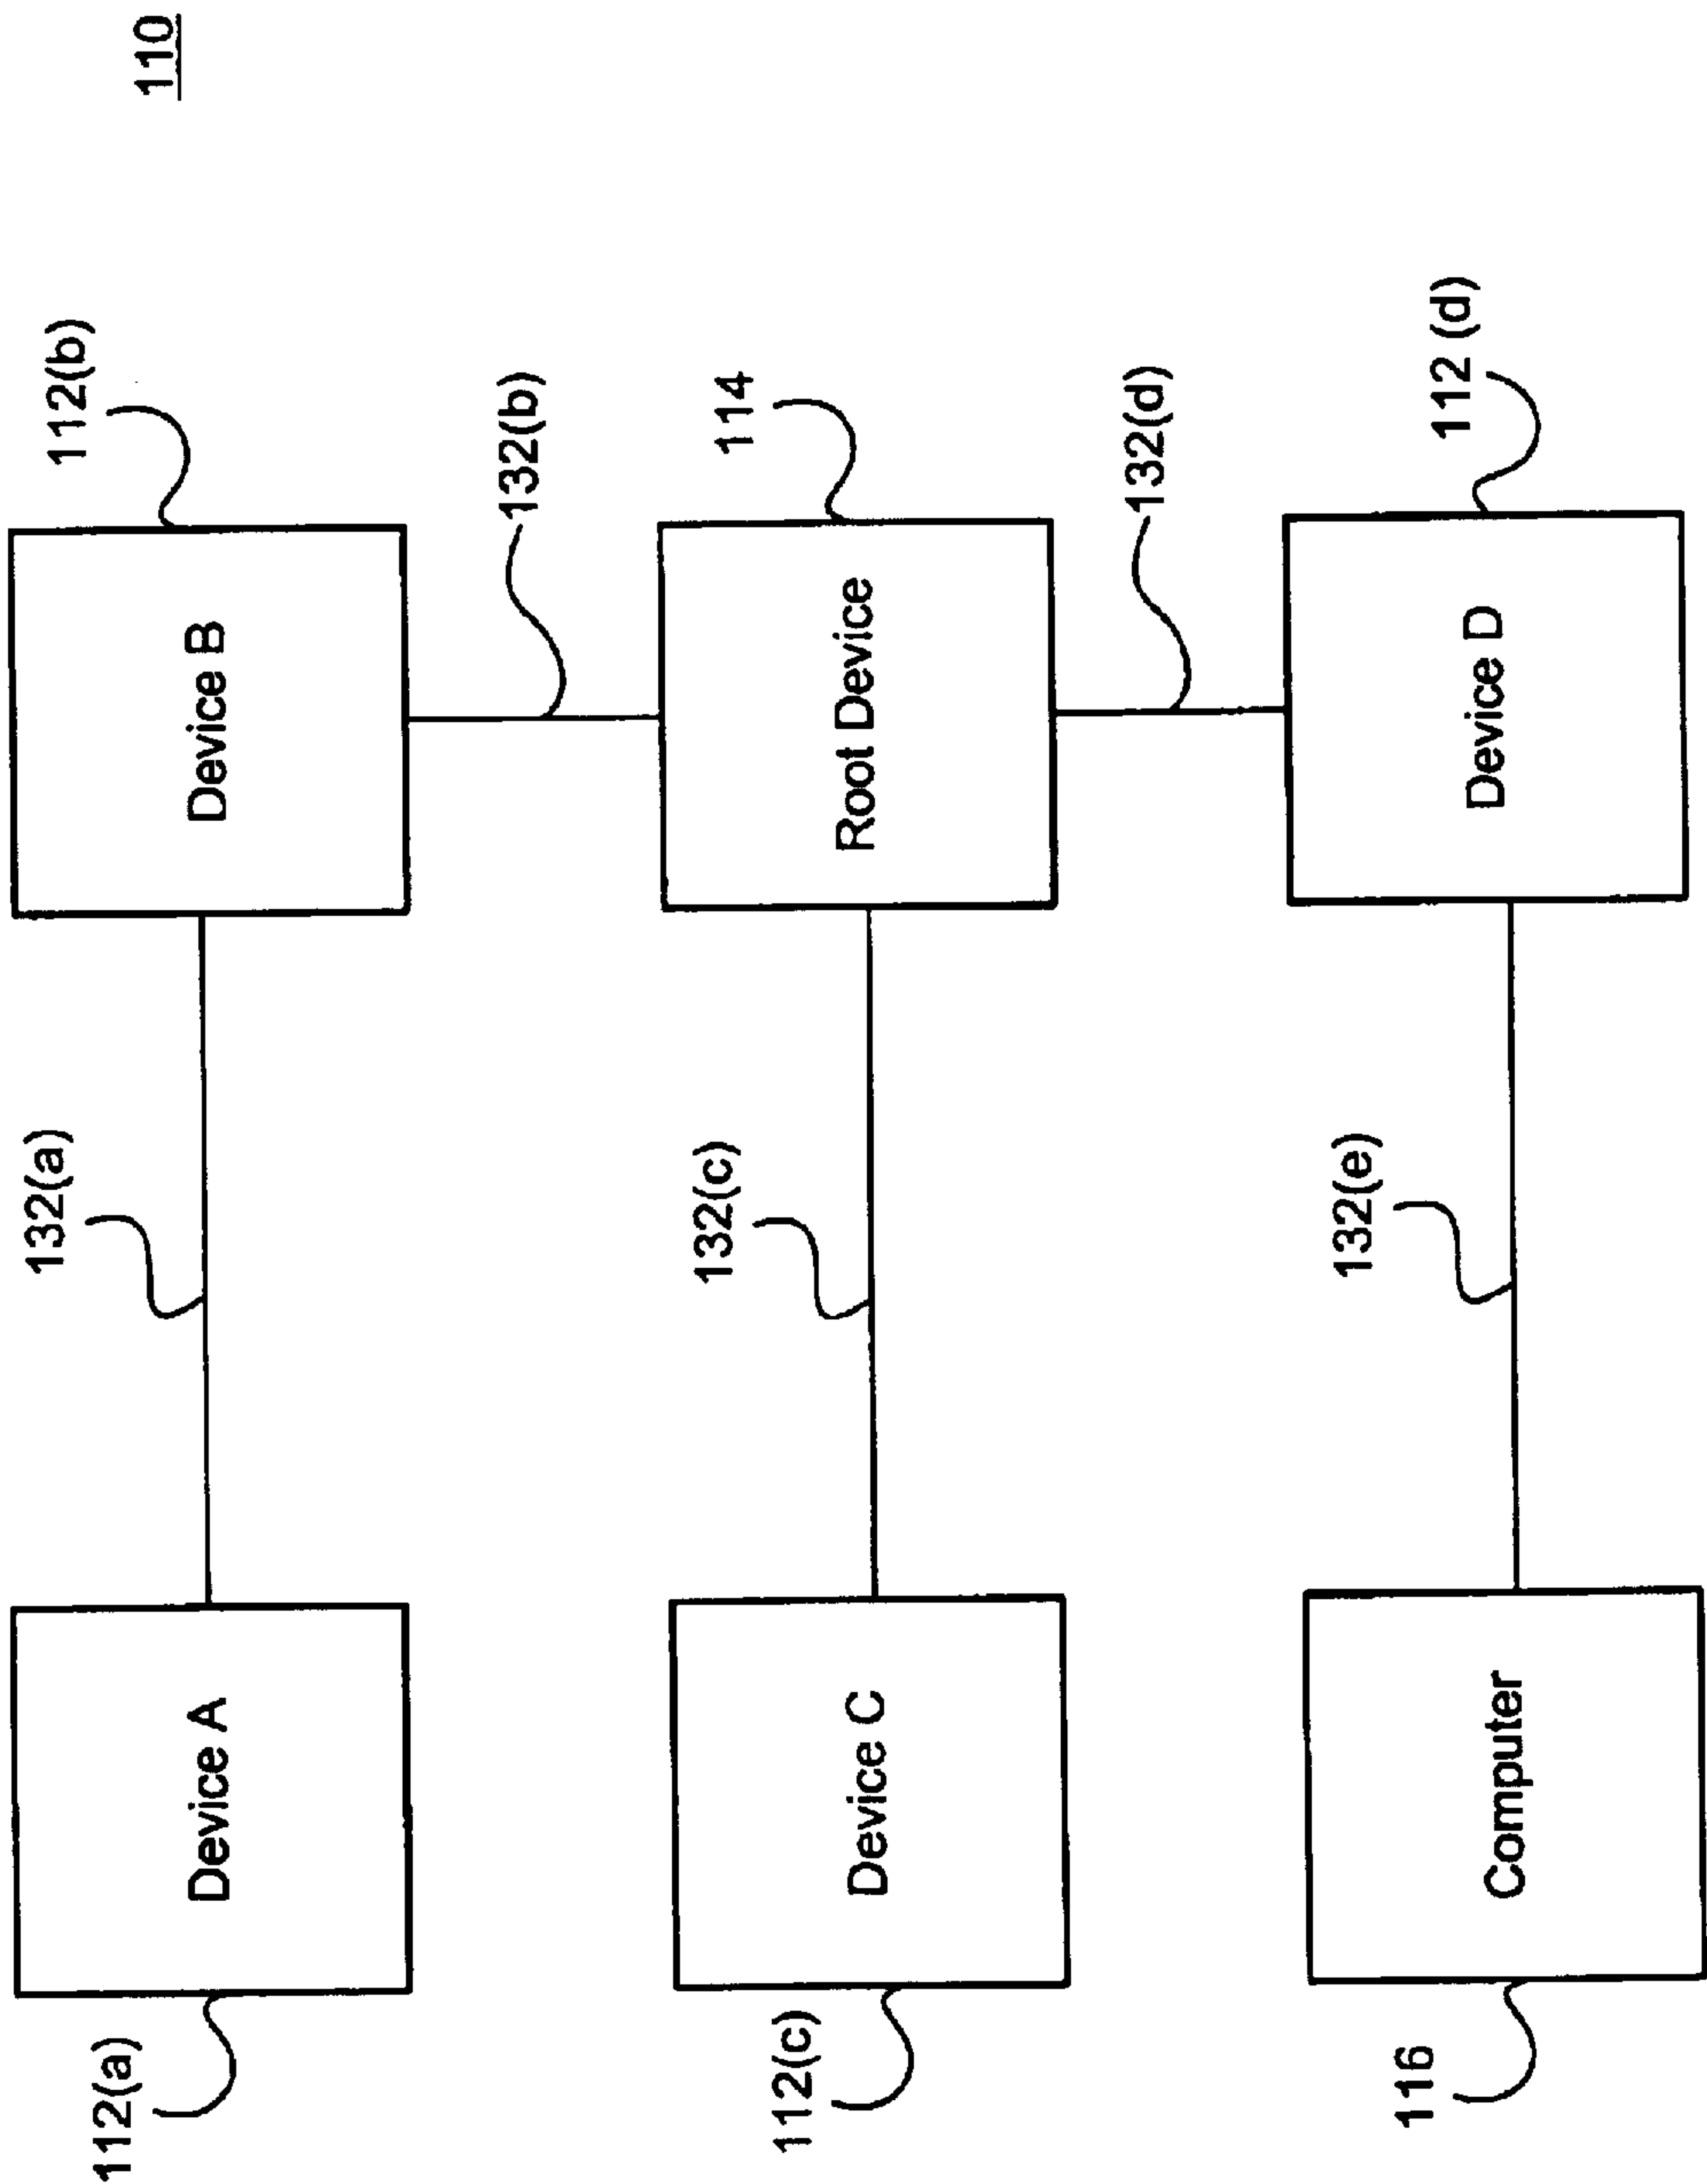 110
112(a)
Device A
132(a)
Device B
112(b)
132(b)
112(c)
Device C
132(c)
Root Device
114
132(d)
116
Computer
132(e)
Device D
112 (d)